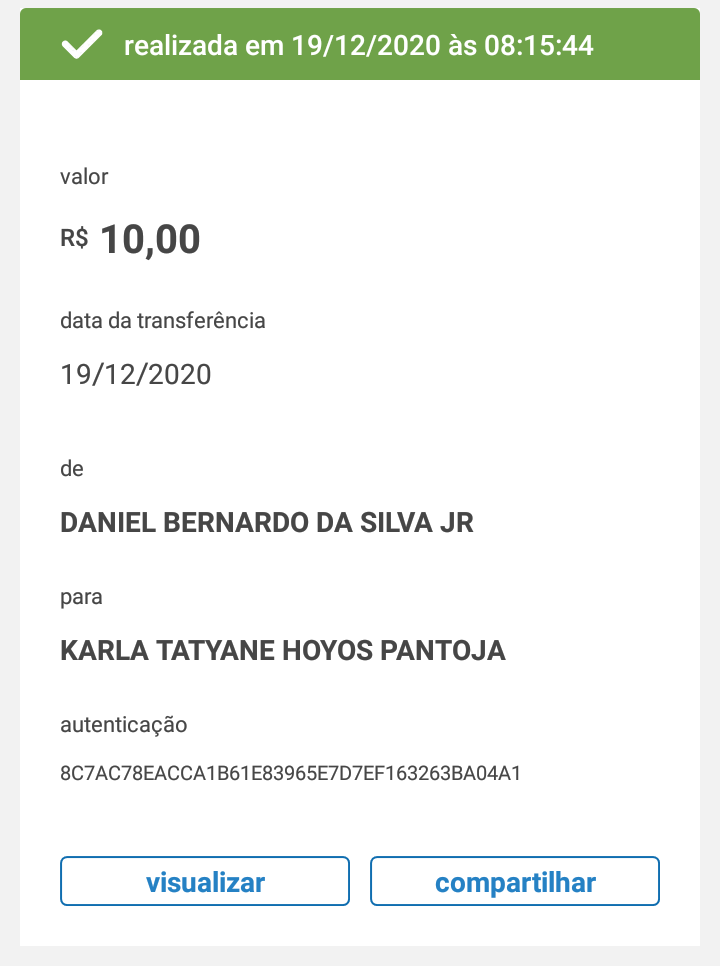 realizada em 19/12/2020 às 08:15:44
valor
R$ 10,00
data da transferência
19/12/2020
de
DANIEL BERNARDO DA SILVA JR
para
KARLA TATYANE HOYOS PANTOJA
autenticação
8C7AC78EACCA1B61E83965E7D7EF163263BA04A1
visualizar
compartilhar